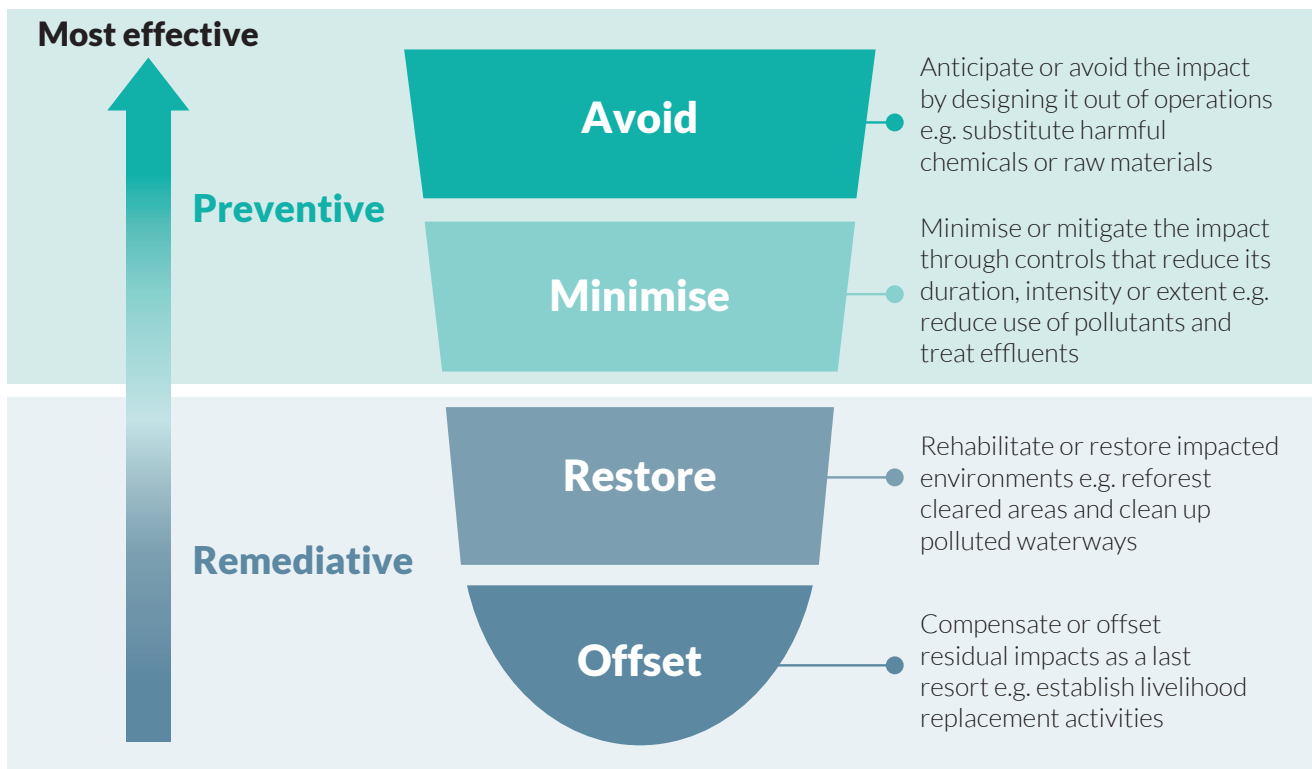 Most effective
Avoid
Anticipate or avoid the impact
by designing it out of operations
e.g. substitute harmful
chemicals or raw materials
Preventive
Minimise
Minimise or mitigate the impact
through controls that reduce its
duration, intensity or extent e.g.
reduce use of pollutants and
treat effluents
Restore
Rehabilitate or restore impacted
environments e.g. reforest
cleared areas and clean up
polluted waterways
Remediative
Offset
Compensate or offset
residual impacts as a last
resort e.g. establish livelihood
replacement activities